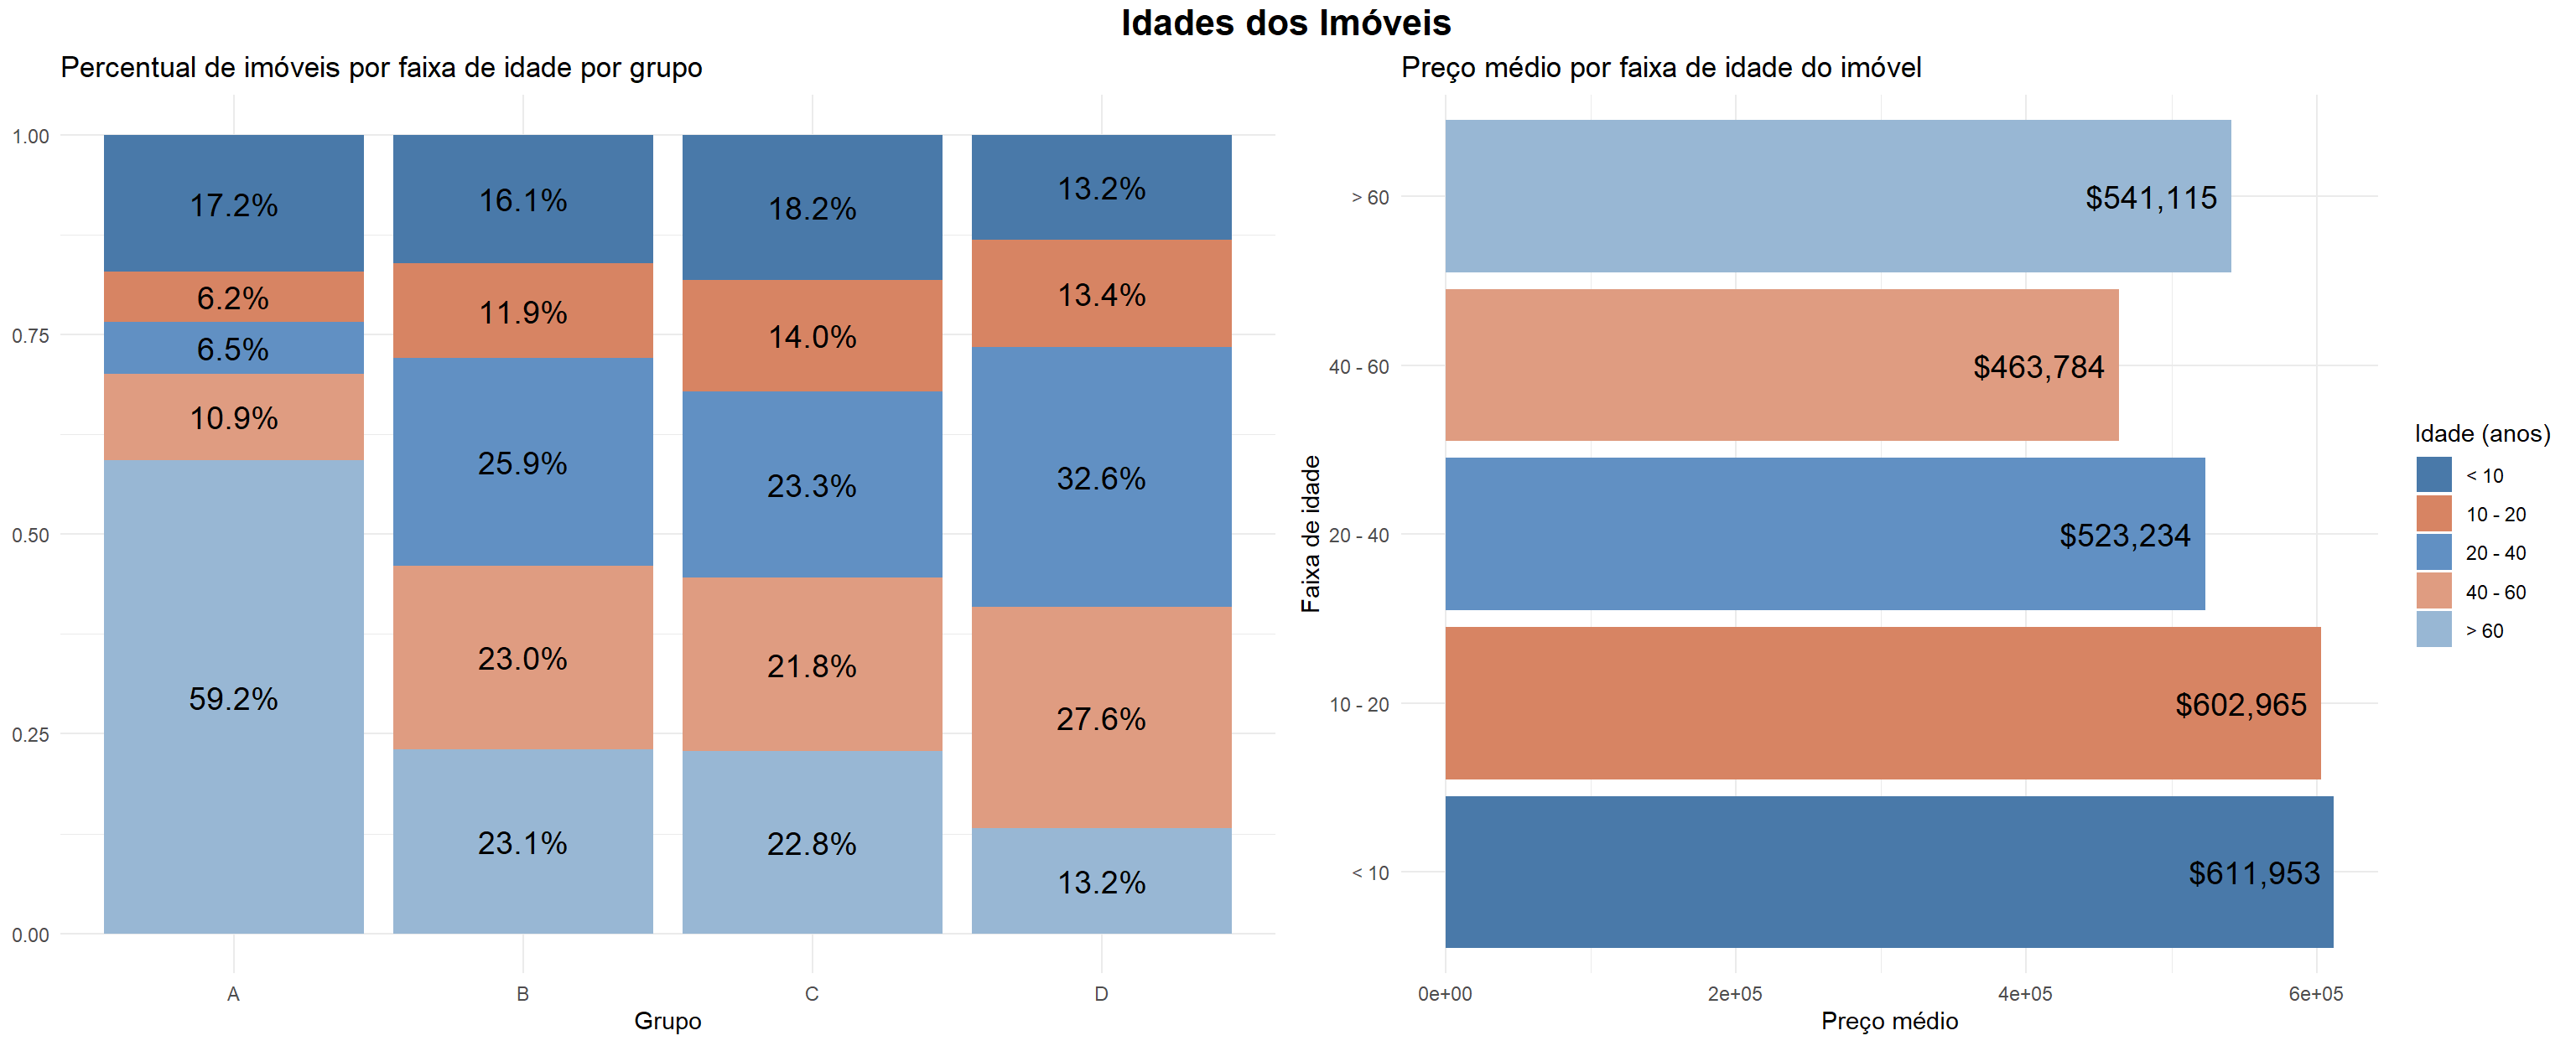 Idades dos Imóveis
Percentual de imóveis por faixa de idade por grupo
1.00
0.75
0.50
0.25
0.00
17.2%
6.2%
6.5%
10.9%
59.2%
16.1%
11.9%
25.9%
23.0%
23.1%
18.2%
14.0%
23.3%
21.8%
22.8%
13.2%
13.4%
32.6%
27.6%
13.2%
A
B
C
D
Grupo
Preço médio por faixa de idade do imóvel
Faixa de idade
> 60
$541,115
40 - 60
$463,784
20 - 40
$523,234
10 - 20
$602,965
< 10
$611,953
0e+00
2e+05
4e+05
6e+05
Preço médio
Idade (anos)
< 10
10 - 20
20 - 40
40 - 60
> 60